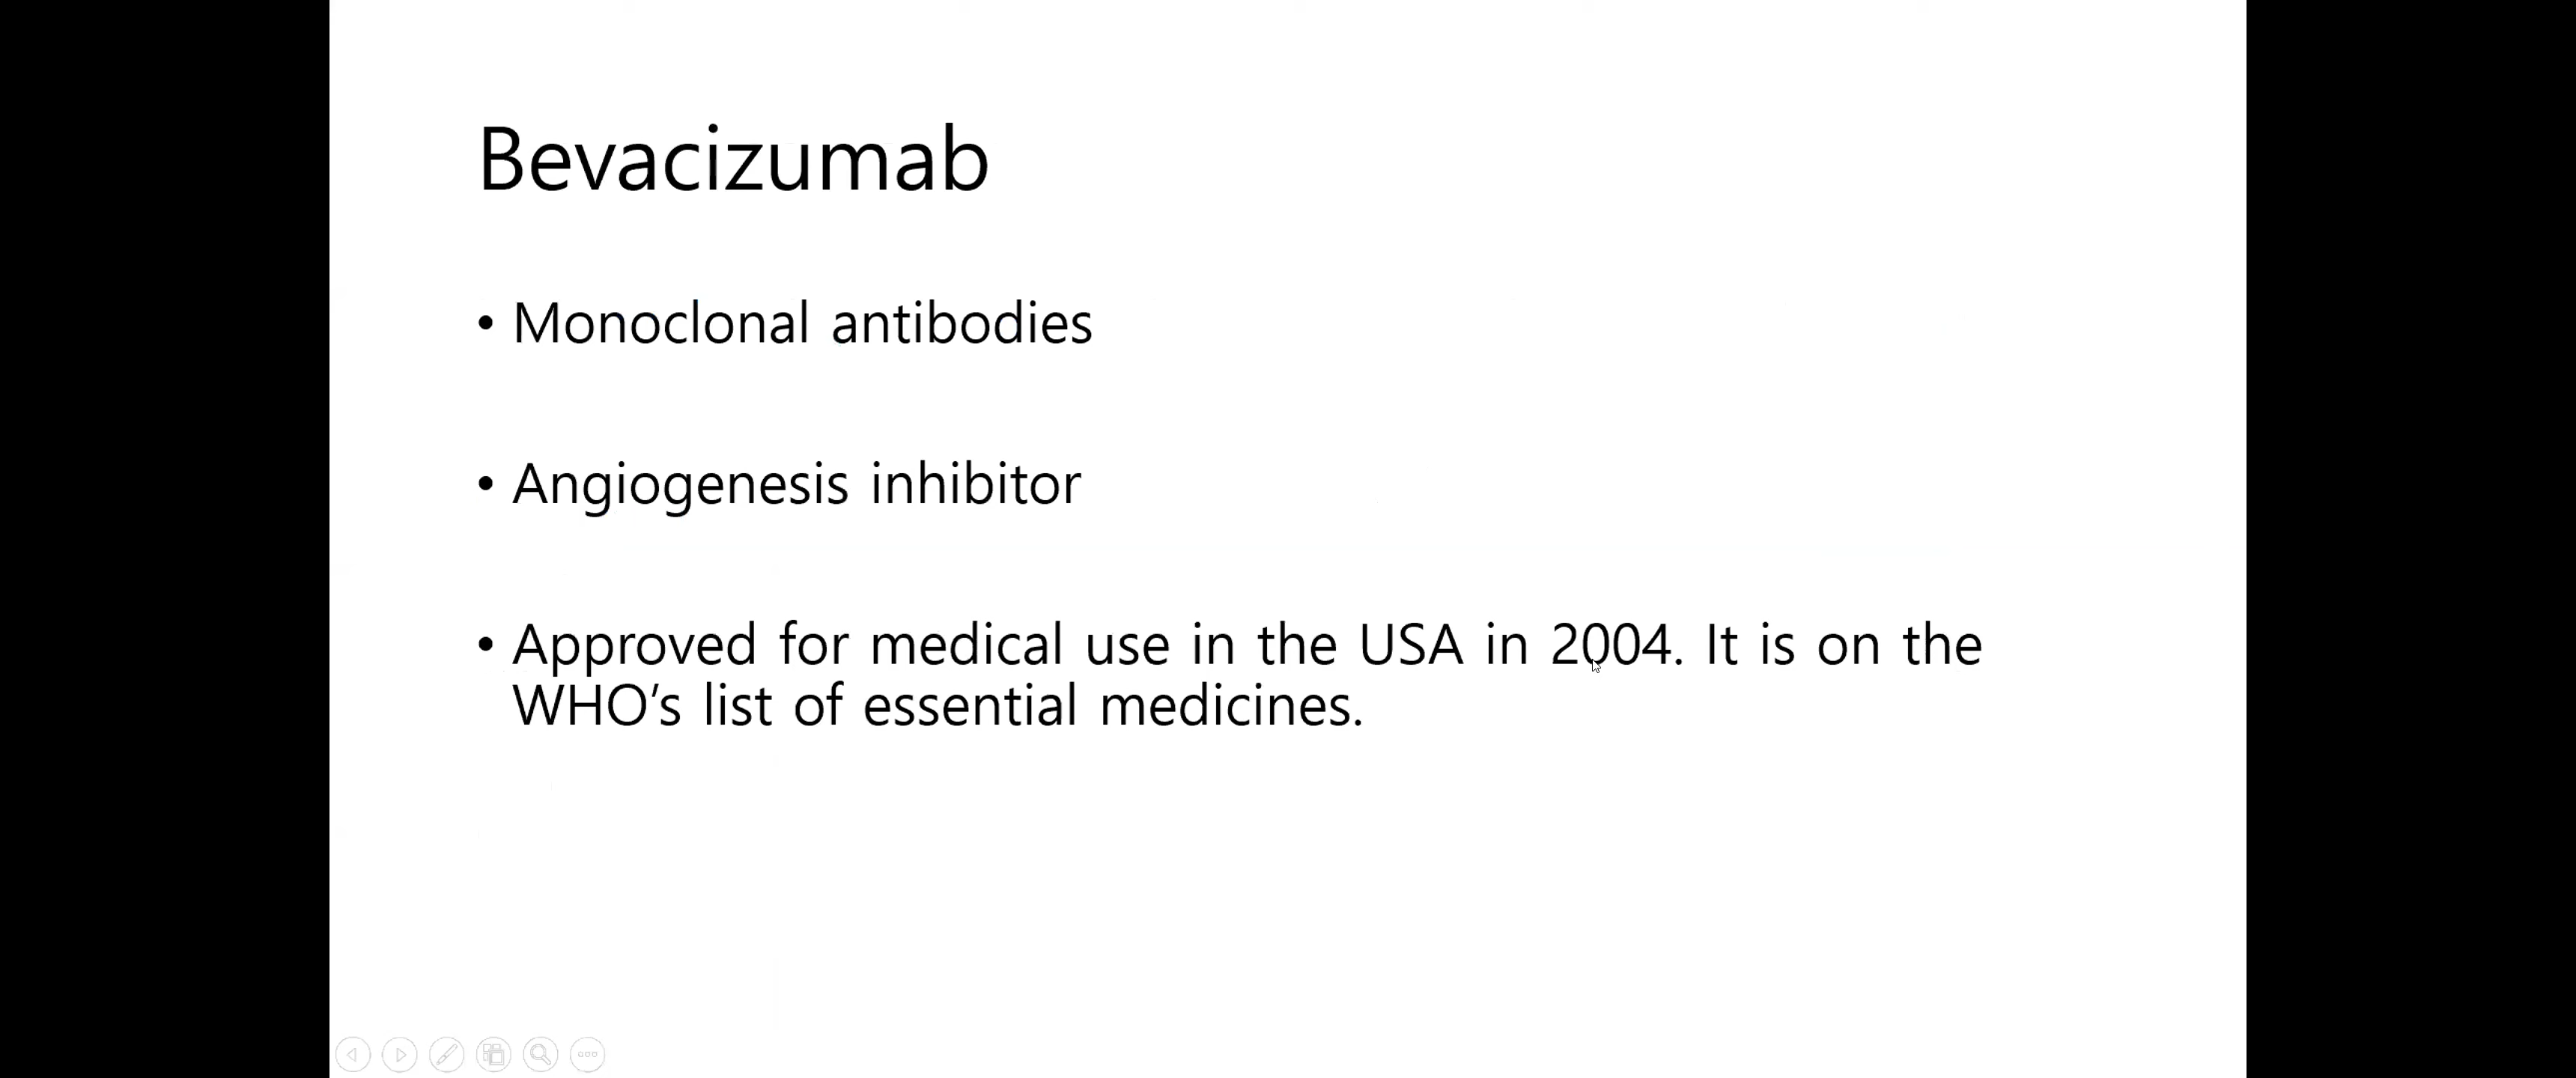 Bevacizumab
• Monoclonal antibodies
• Angiogenesis inhibitor
• Approved for medical use in the USA in 2004. It is on the
WHO’s list of essential medicines.